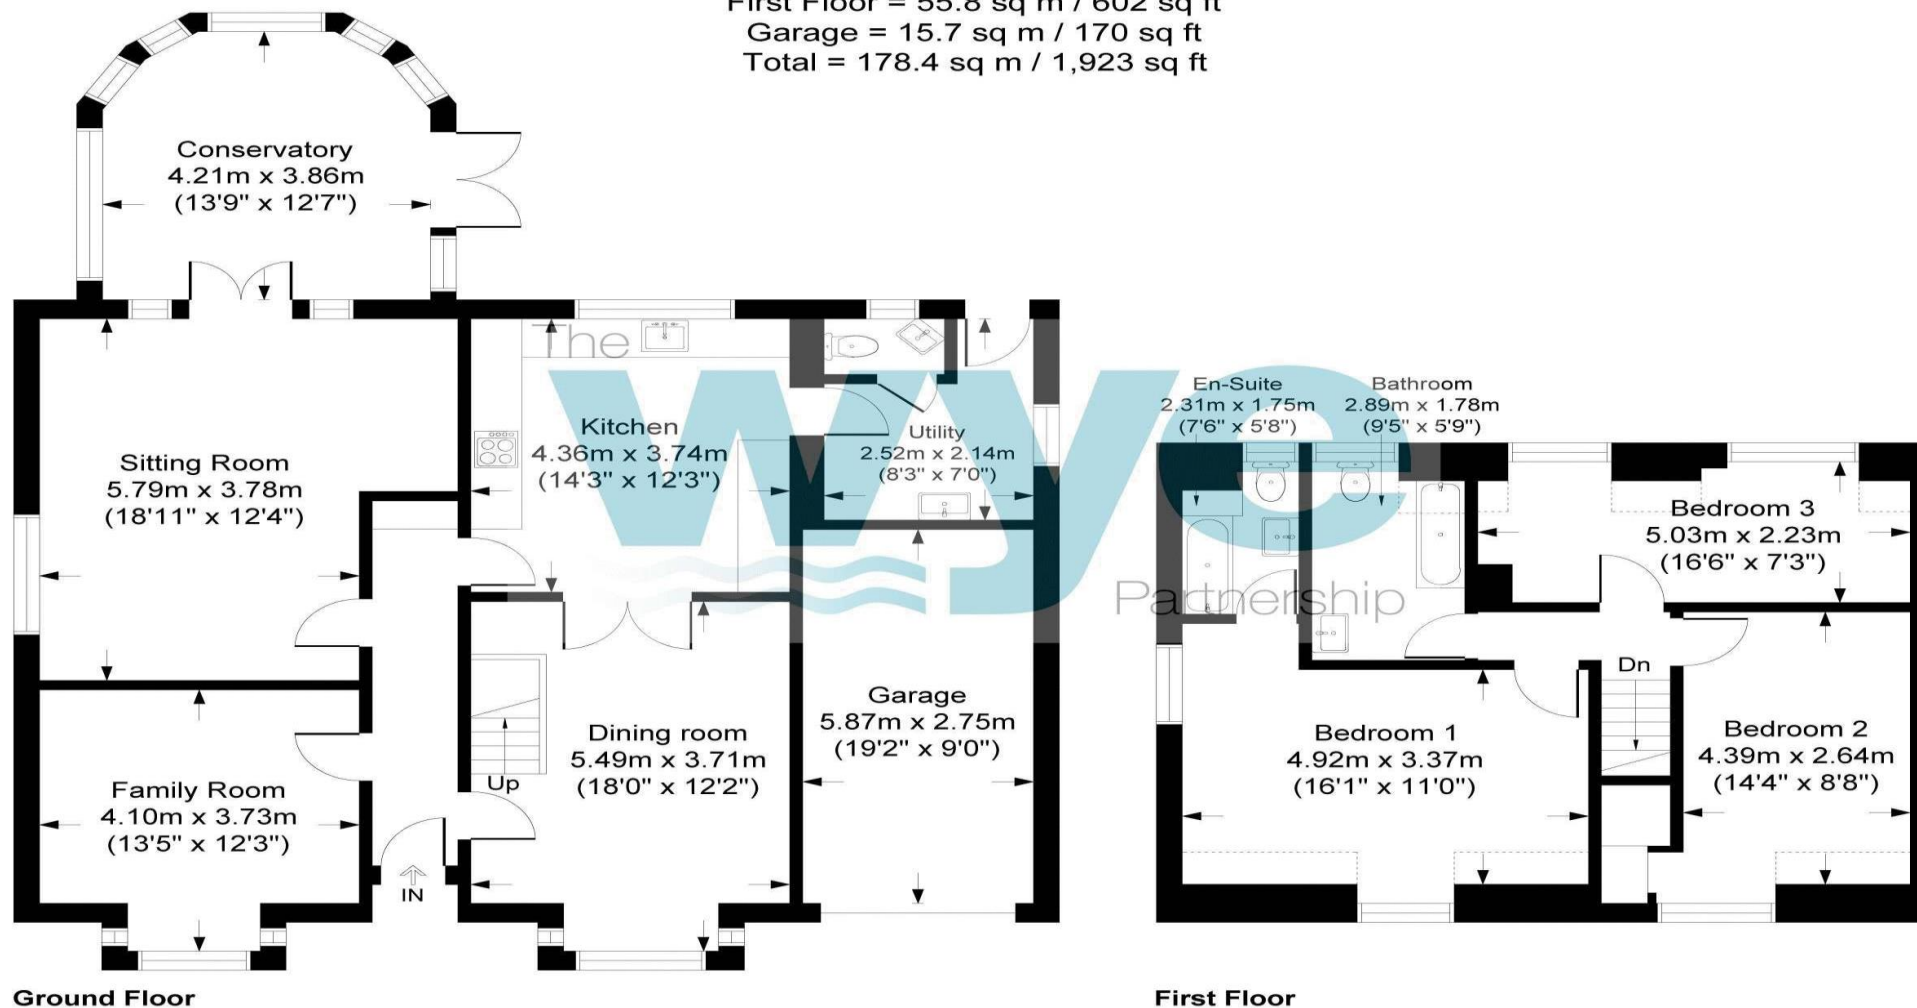 First Floor = 55.8 sq m / 602 sq ft
Garage = 15.7 sq m / 170 sq ft
Total = 178.4 sq m / 1,923 sq ft
Conservatory
4.21m x 3.86m
(13'9" x 12'7")
The
wye
Partnership
Kitchen
4.36m x 3.74m
(14'3" x 12'3")
Utility
2.52m x 2.14m
(8'3" x 7'0")
Sitting Room
5.79m x 3.78m
(18'11" x 12'4")
Garage
5.87m x 2.75m
(19'2" x 9'0")
Dining room
5.49m x 3.71m
(18'0" x 12'2")
Up
Family Room
4.10m x 3.73m
(13'5" x 12'3")
IN
Ground Floor
En-Suite
2.31m x 1.75m
(7'6" x 5'8")
Bathroom
2.89m x 1.78m
(9'5" x 5'9")
Bedroom 3
5.03m x 2.23m
(16'6" x 7'3")
Dn
Bedroom 1
4.92m x 3.37m
(16'1" x 11'0")
Bedroom 2
4.39m x 2.64m
(14'4" x 8'8")
First Floor